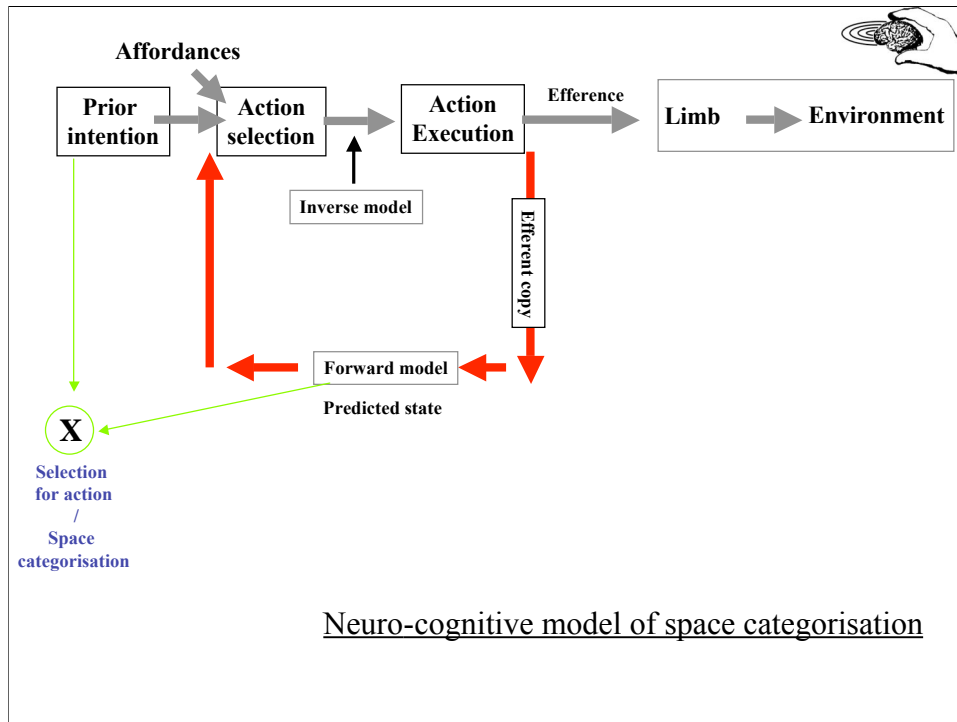 Affordances
Prior
intention
Action
selection
Action
Execution
Efference
Limb
Environment
Inverse model
Efferent copy
Forward model
Predicted state
X
Selection
for action
/
Space
categorisation
Neuro-cognitive model of space categorisation